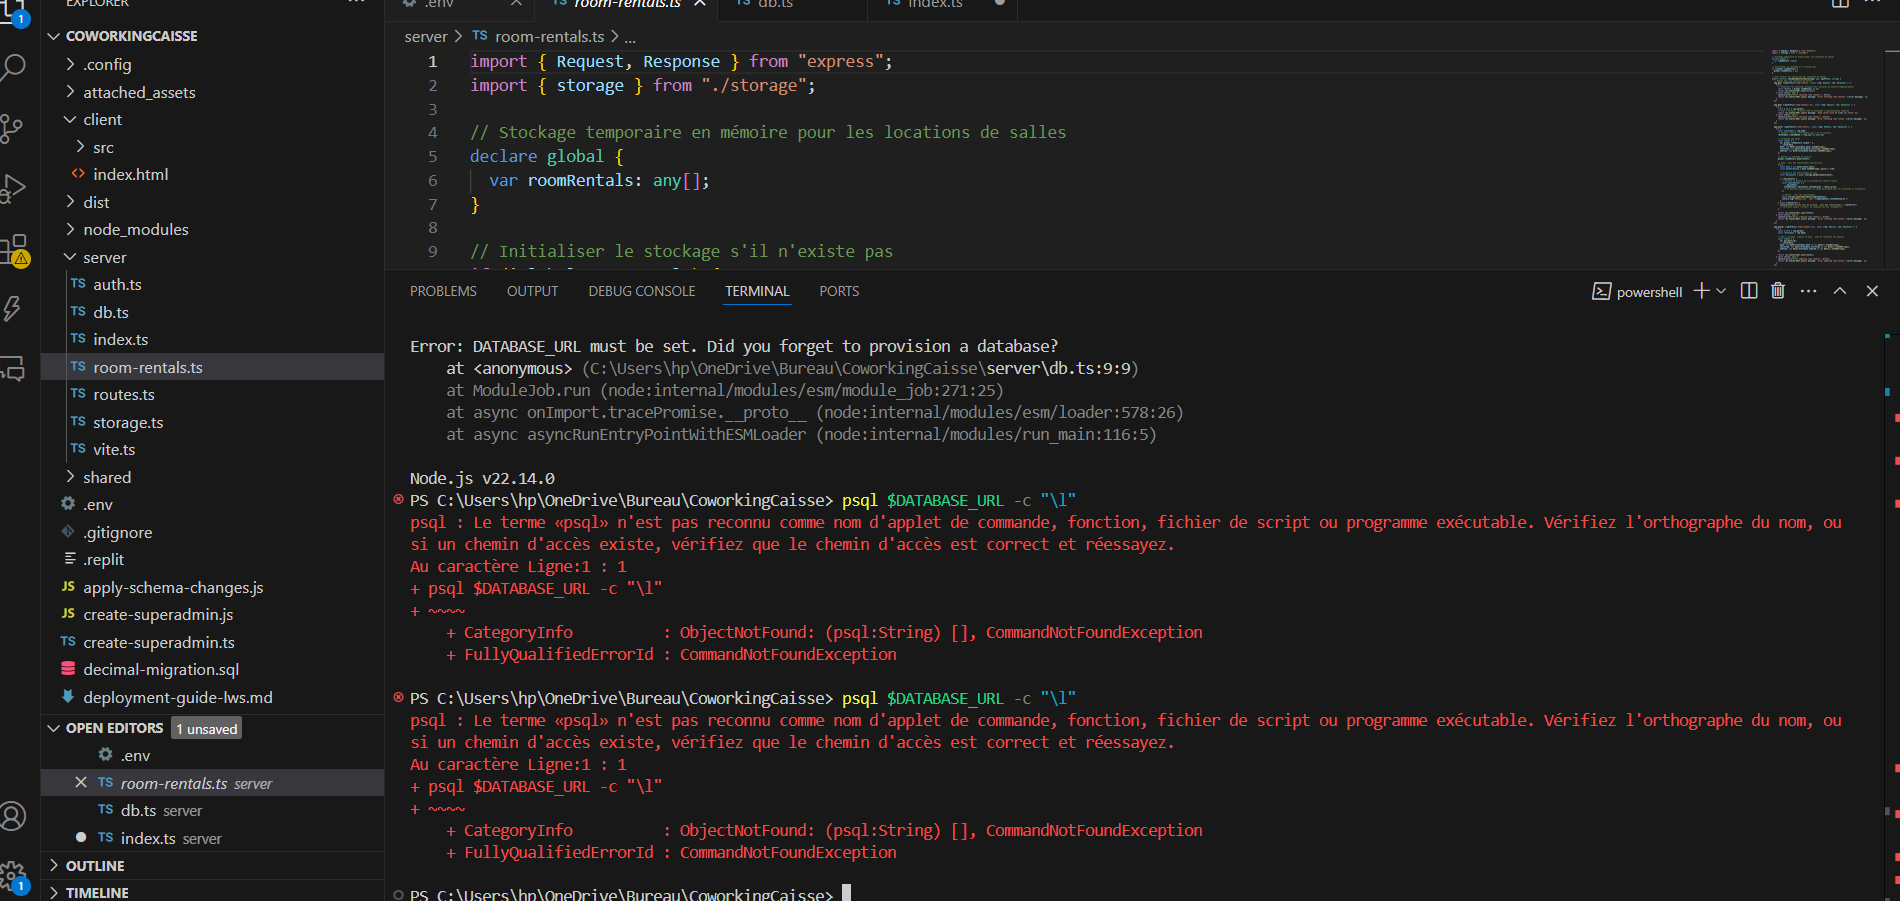 EXPLORER
COWORKINGCAISSE
.config
attached_assets
client
src
index.html
dist
node_modules
server
TS auth.ts
TS db.ts
TS index.ts
TS room-rentals.ts
TS routes.ts
TS storage.ts
TS vite.ts
shared
.env
.gitignore
.replit
JS apply-schema-changes.js
JS create-superadmin.js
TS create-superadmin.ts
decimal-migration.sql
deployment-guide-lws.md
OPEN EDITORS 1 unsaved
.env
TS room-rentals.ts server
TS db.ts server
TS index.ts server
OUTLINE
TIMELINE
1
1
.env
TS room-rentals.ts
TS db.ts
TS index.ts
server > TS room-rentals.ts > ...
1 import { Request, Response } from "express";
2 import { storage } from "./storage";
3
4 // Stockage temporaire en mémoire pour les locations de salles
5 declare global {
6 var roomRentals: any[];
7 }
8
9 // Initialiser le stockage s'il n'existe pas
PROBLEMS OUTPUT DEBUG CONSOLE TERMINAL PORTS
powershell
Error: DATABASE_URL must be set. Did you forget to provision a database?
at <anonymous> (C:\Users\hp\OneDrive\Bureau\CoworkingCaisse\server\db.ts:9:9)
at ModuleJob.run (node:internal/modules/esm/module_job:271:25)
at async onImport.tracePromise.__proto__ (node:internal/modules/esm/loader:578:26)
at async asyncRunEntryPointWithESMLoader (node:internal/modules/run_main:116:5)
Node.js v22.14.0
PS C:\Users\hp\OneDrive\Bureau\CoworkingCaisse> psql $DATABASE_URL -c "\l"
psql : Le terme «psql» n'est pas reconnu comme nom d'applet de commande, fonction, fichier de script ou programme exécutable. Vérifiez l'orthographe du nom, ou
si un chemin d'accès existe, vérifiez que le chemin d'accès est correct et réessayez.
Au caractère Ligne:1 : 1
+ psql $DATABASE_URL -c "\l"
+ ~~~~
+ CategoryInfo : ObjectNotFound: (psql:String) [], CommandNotFoundException
+ FullyQualifiedErrorId : CommandNotFoundException
PS C:\Users\hp\OneDrive\Bureau\CoworkingCaisse> psql $DATABASE_URL -c "\l"
psql : Le terme «psql» n'est pas reconnu comme nom d'applet de commande, fonction, fichier de script ou programme exécutable. Vérifiez l'orthographe du nom, ou
si un chemin d'accès existe, vérifiez que le chemin d'accès est correct et réessayez.
Au caractère Ligne:1 : 1
+ psql $DATABASE_URL -c "\l"
+ ~~~~
+ CategoryInfo : ObjectNotFound: (psql:String) [], CommandNotFoundException
+ FullyQualifiedErrorId : CommandNotFoundException
PS C:\Users\hp\OneDrive\Bureau\CoworkingCaisse>